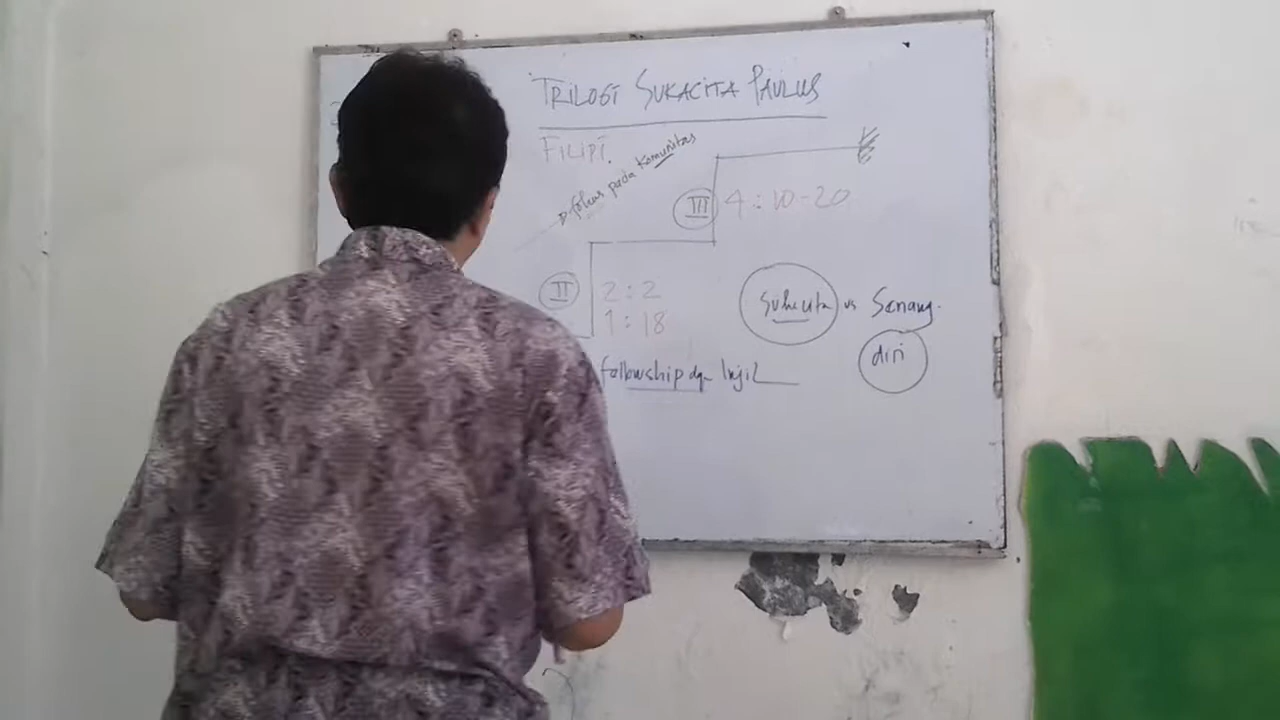 TRILOGI SUKACITA PAULUS
FILIPI.
fokus pada Komunitas
III 4:10-20
II 2:2
1:18
Sukacita vs Senang.
diri
fellowship dgn Injil